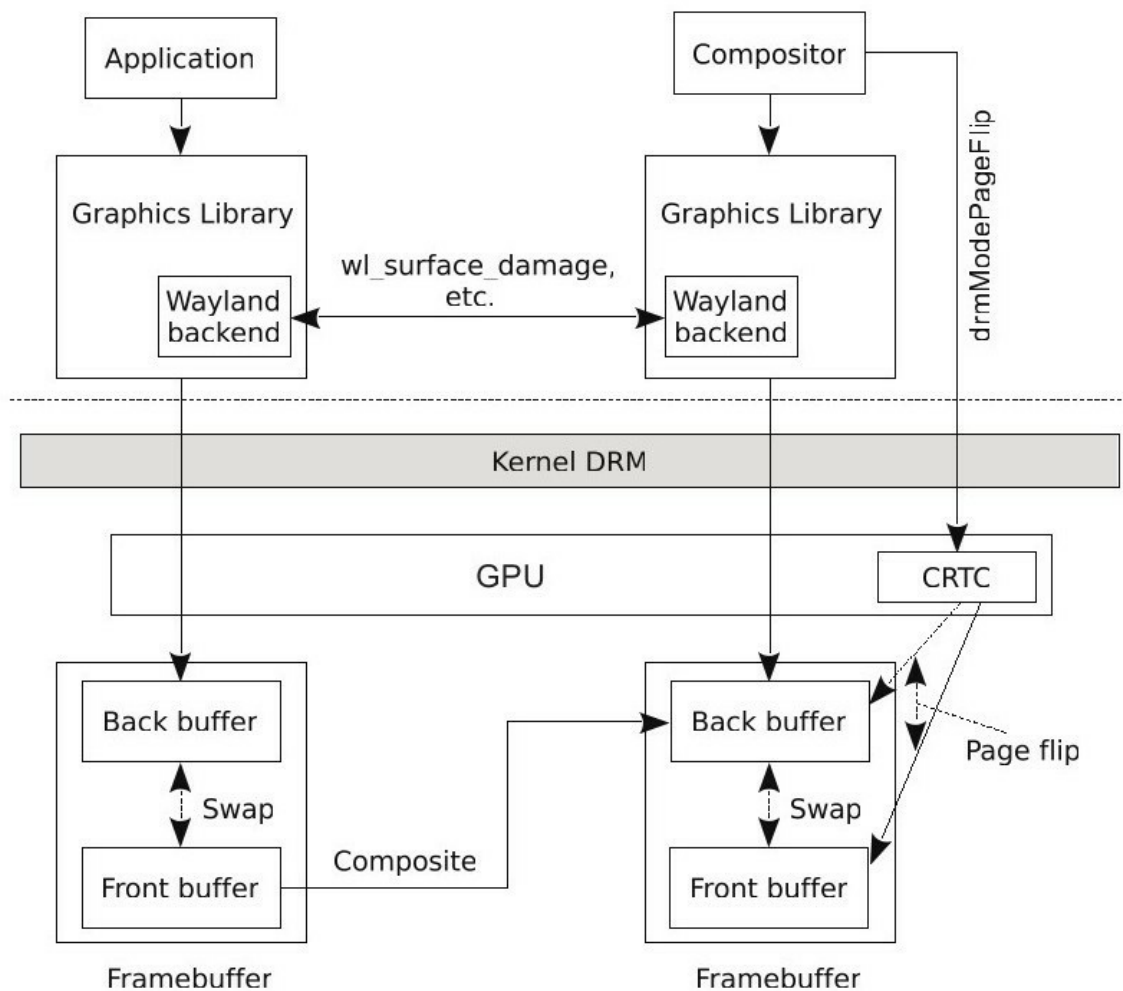 Application
Compositor
drmModePageFlip
Graphics Library
Graphics Library
wl_surface_damage,
etc.
Wayland
backend
Wayland
backend
Kernel DRM
GPU
CRTC
Back buffer
Back buffer
Page flip
Swap
Swap
Composite
Front buffer
Front buffer
Framebuffer
Framebuffer